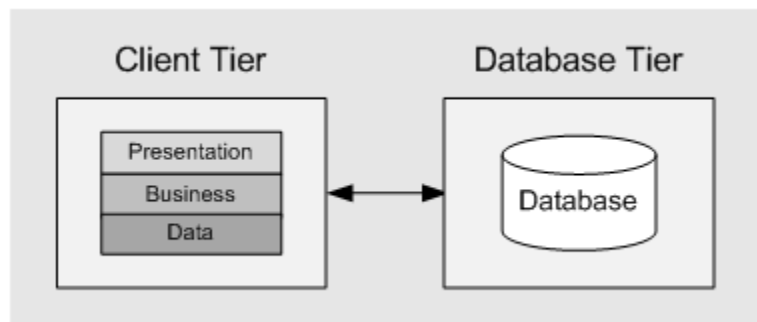 Client Tier
Database Tier
Presentation
Business
Data
Database